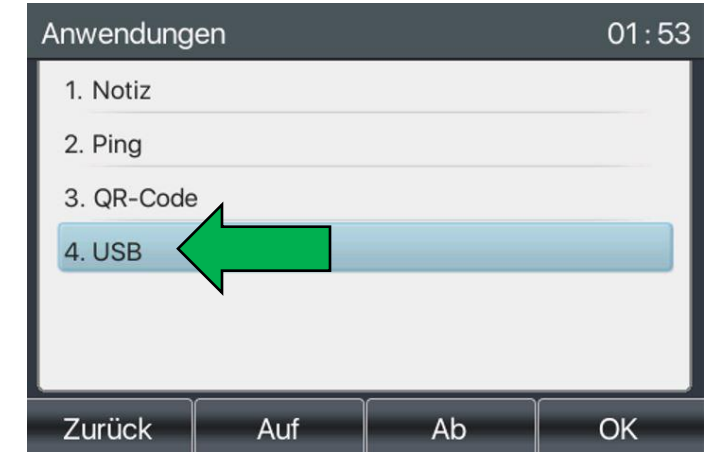 Anwendungen 01:53
1. Notiz
2. Ping
3. QR-Code
4. USB
Zurück Auf Ab OK